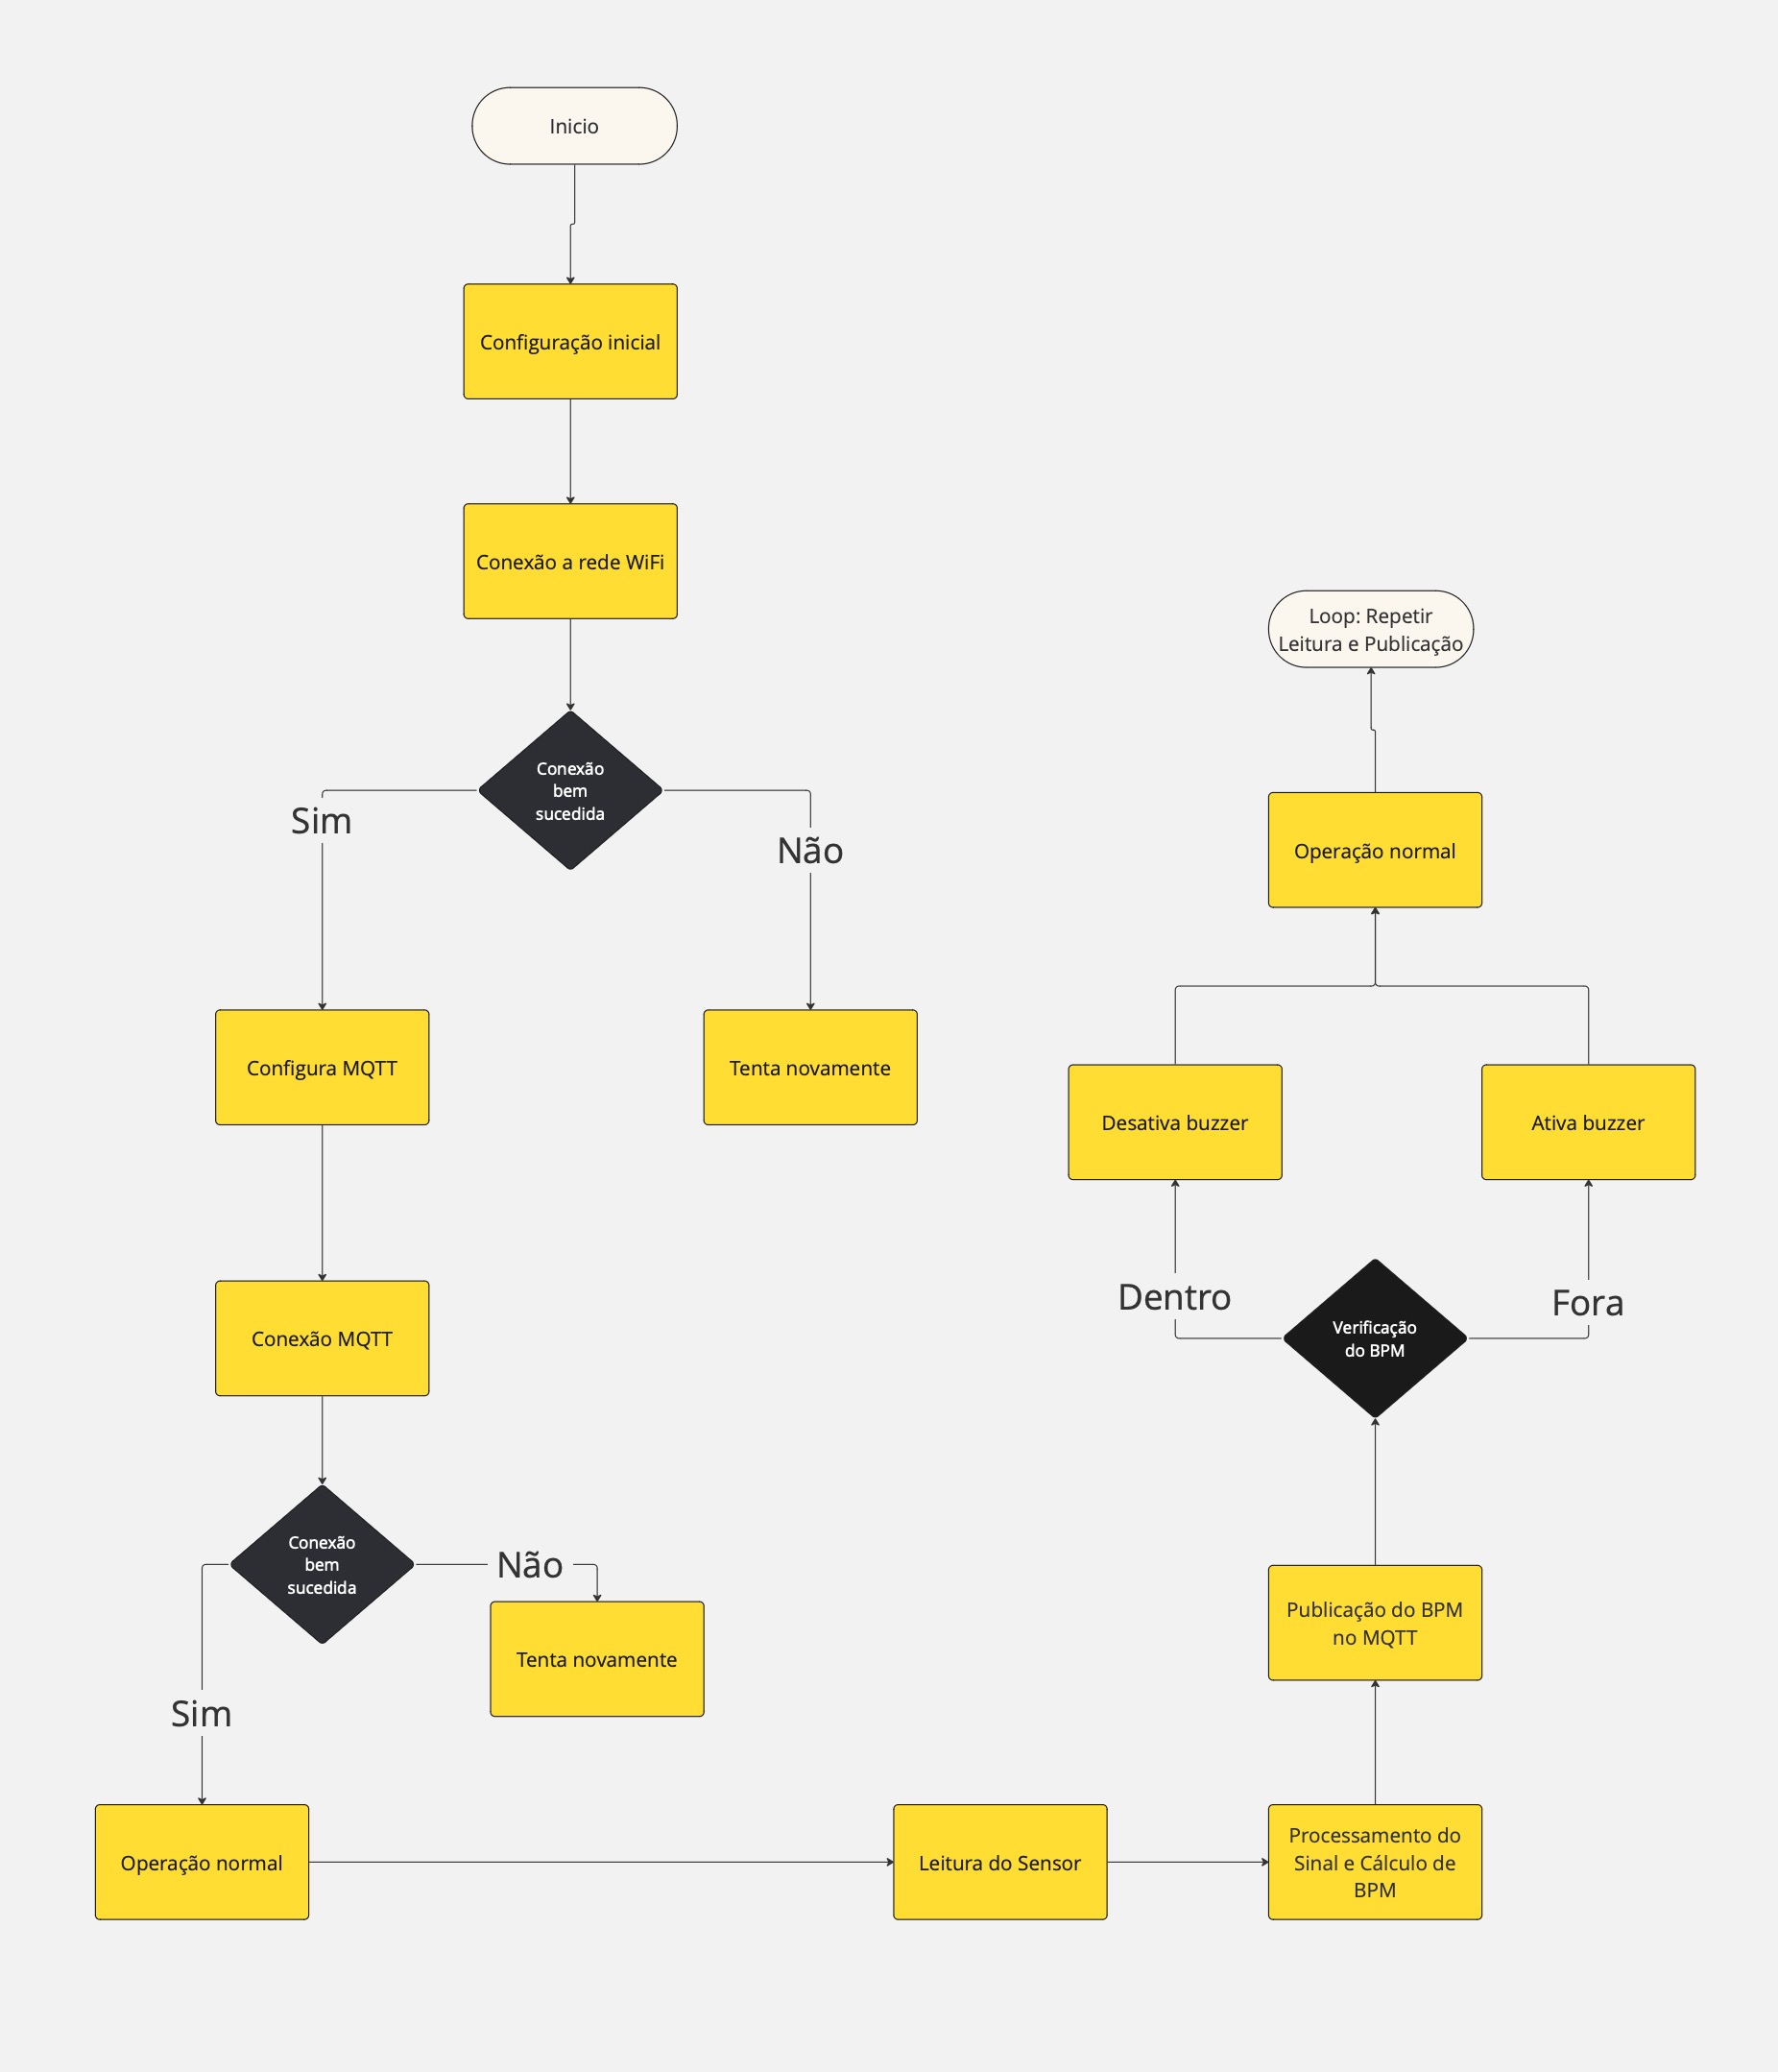 Inicio
Configuração inicial
Conexão a rede WiFi
Conexão
bem
sucedida
Sim
Não
Configura MQTT
Tenta novamente
Conexão MQTT
Conexão
bem
sucedida
Não
Tenta novamente
Sim
Operação normal
Leitura do Sensor
Processamento do
Sinal e Cálculo de
BPM
Publicação do BPM
no MQTT
Verificação
do BPM
Dentro
Fora
Desativa buzzer
Ativa buzzer
Operação normal
Loop: Repetir
Leitura e Publicação